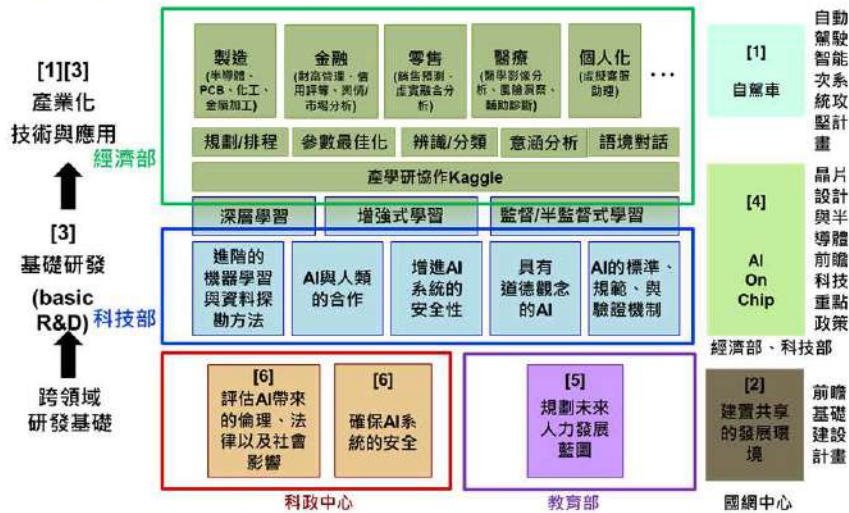 [1][3]
產業化
技術與應用
經濟部
[3]
基礎研發
(basic
R&D)
科技部
跨領域
研發基礎
製造
(半導體、
PCB、化工、
金屬加工)
金融
(財富管理、信
用評等、輿情/
市場分析)
零售
(銷售預測、
虛實融合分
析)
醫療
(醫學影像分
析、風險洞察、
輔助診斷)
個人化
(虛擬客服
助理)
...
規劃/排程
參數最佳化
辨識/分類
意涵分析
語境對話
產學研協作Kaggle
深層學習
增強式學習
監督/半監督式學習
進階的
機器學習
與資料探
勘方法
AI與人類
的合作
增進AI
系統的
安全性
具有
道德觀念
的AI
AI的標準、
規範、與
驗證機制
[6]
評估AI帶來
的倫理、法
律以及社會
影響
[6]
確保AI系
統的安全
科政中心
[5]
規劃未來
人力發展
藍圖
教育部
[1]
自駕車
自動
駕駛
智能
次系
統攻
堅計
畫
[4]
AI
On
Chip
晶片
設計
與半
導體
前瞻
科技
重點
政策
經濟部、科技部
[2]
建置共享
的發展環
境
前瞻
基礎
建設
計畫
國網中心